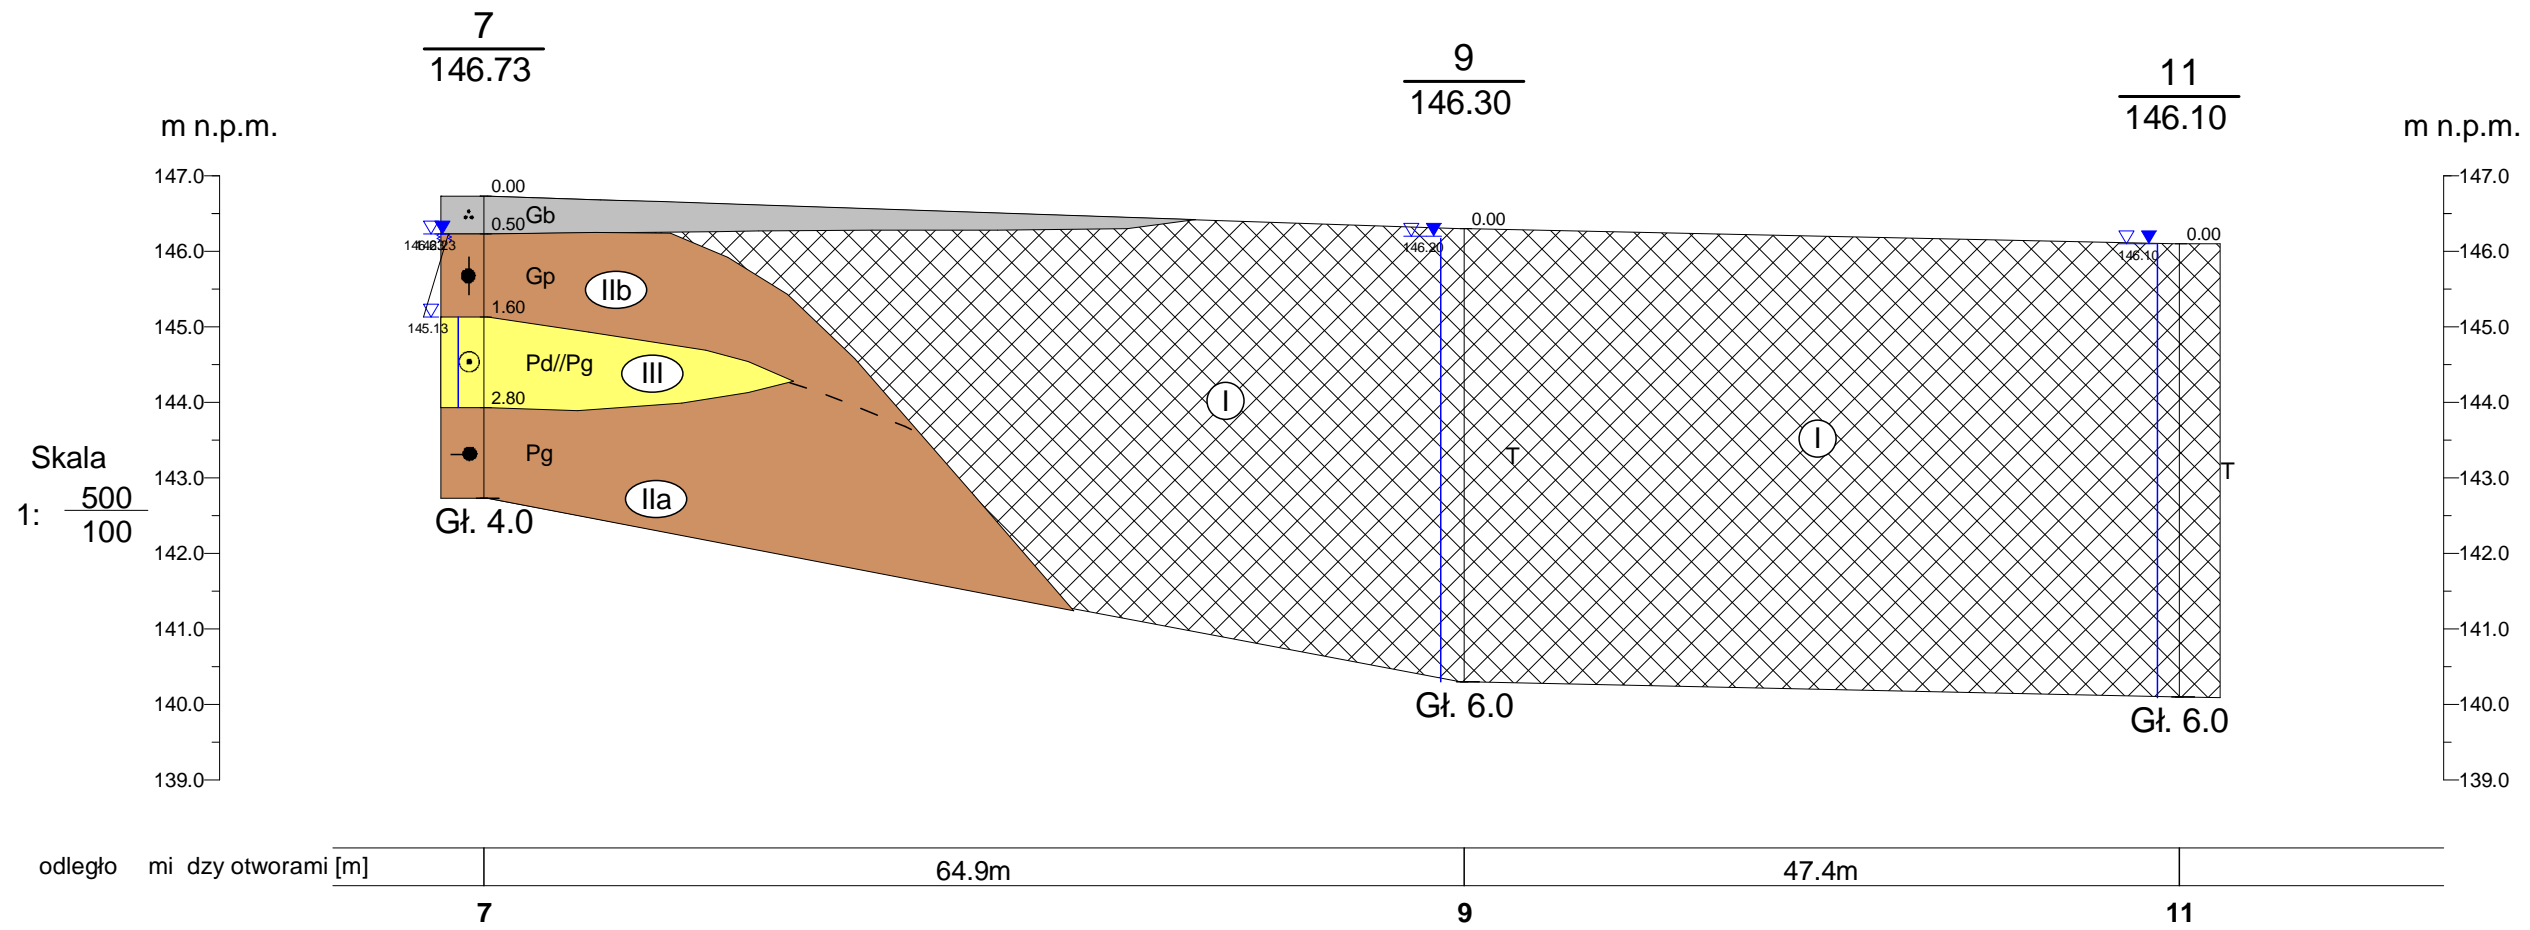 7
146.73
9
146.30
11
146.10
m n.p.m.
m n.p.m.
147.0
146.0
145.0
144.0
143.0
142.0
141.0
140.0
139.0
147.0
146.0
145.0
144.0
143.0
142.0
141.0
140.0
139.0
Skala
1: 500
100
0.00
Gb
0.50
146.23
Gp
IIb
1.60
145.13
Pd//Pg
III
2.80
Pg
IIa
Gł. 4.0
I
0.00
146.20
T
Gł. 6.0
I
0.00
146.10
T
Gł. 6.0
odległo mi dzy otworami [m]
64.9m
47.4m
7
9
11